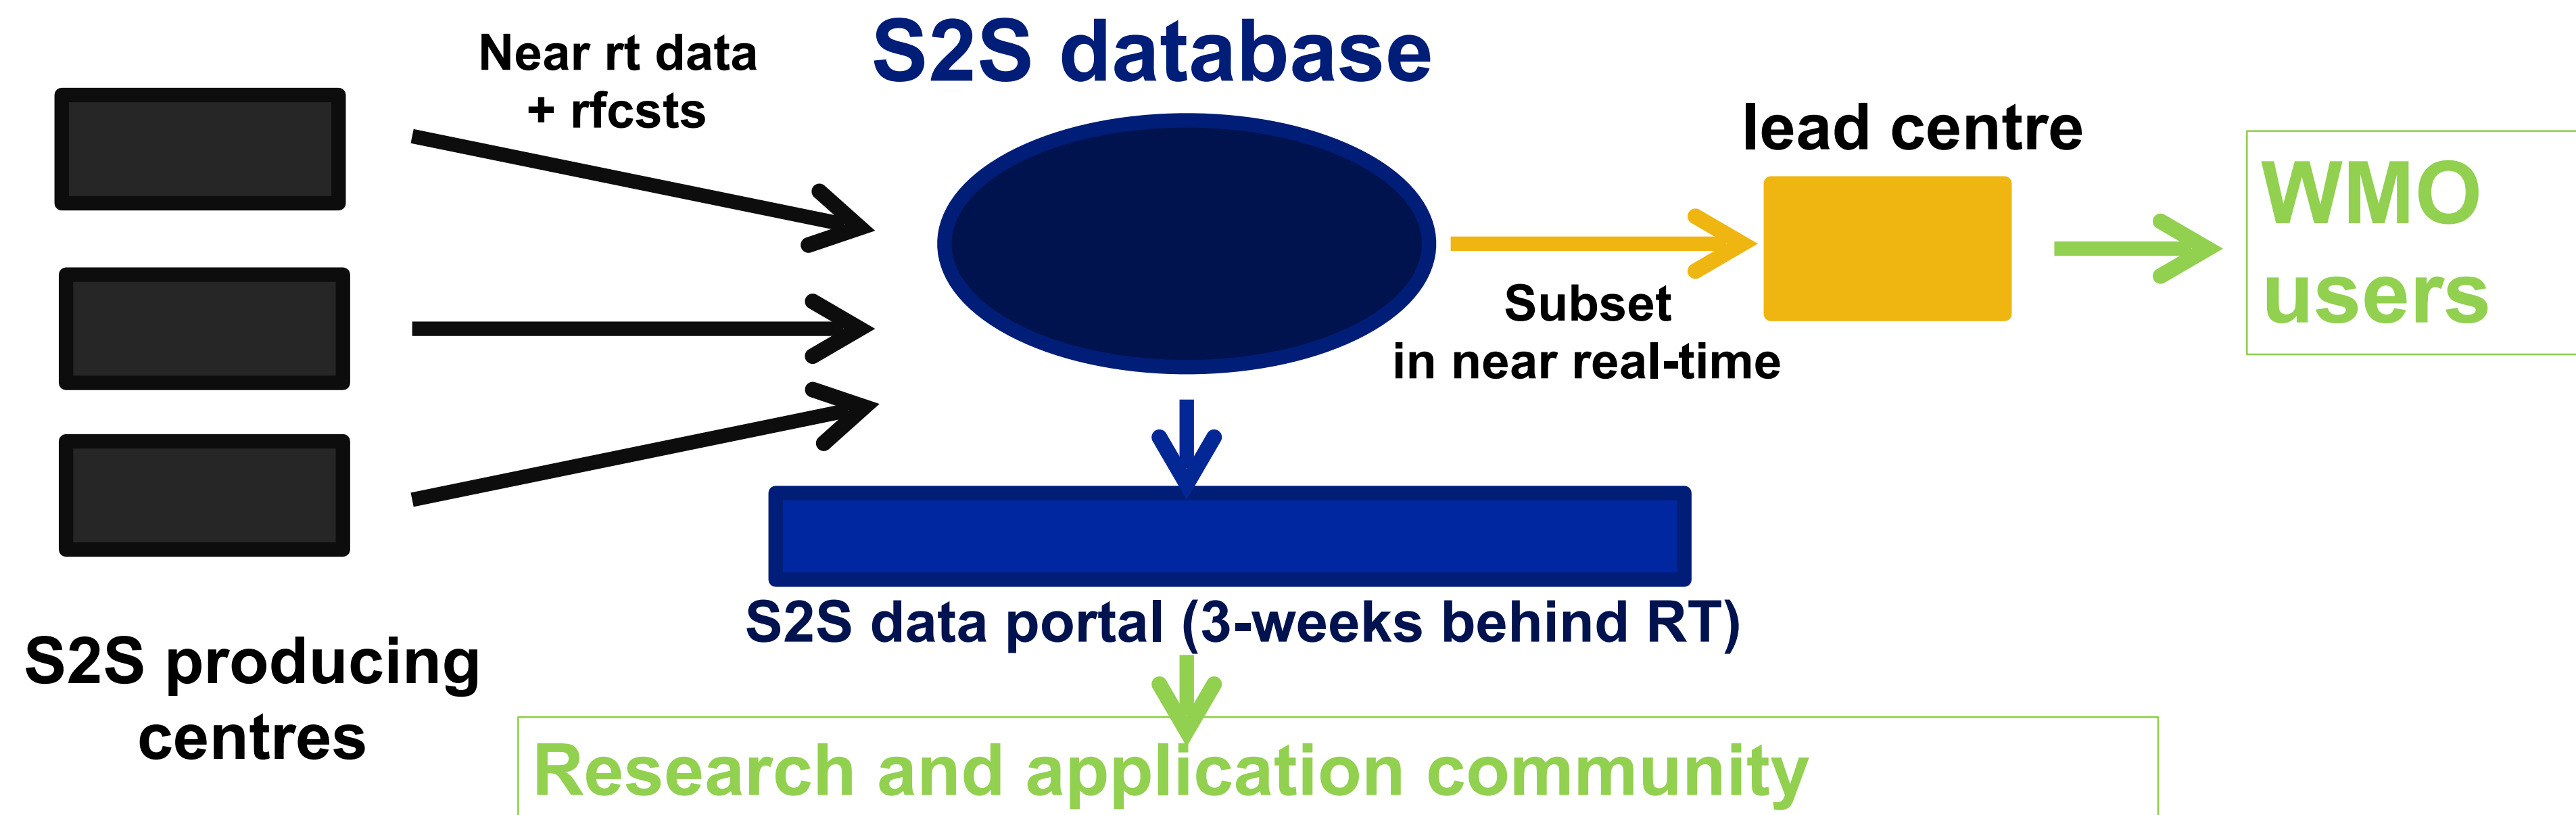 Near rt data
+ rfcsts
S2S database
lead centre
WMO
users
Subset
in near real-time
S2S data portal (3-weeks behind RT)
S2S producing
centres
Research and application community